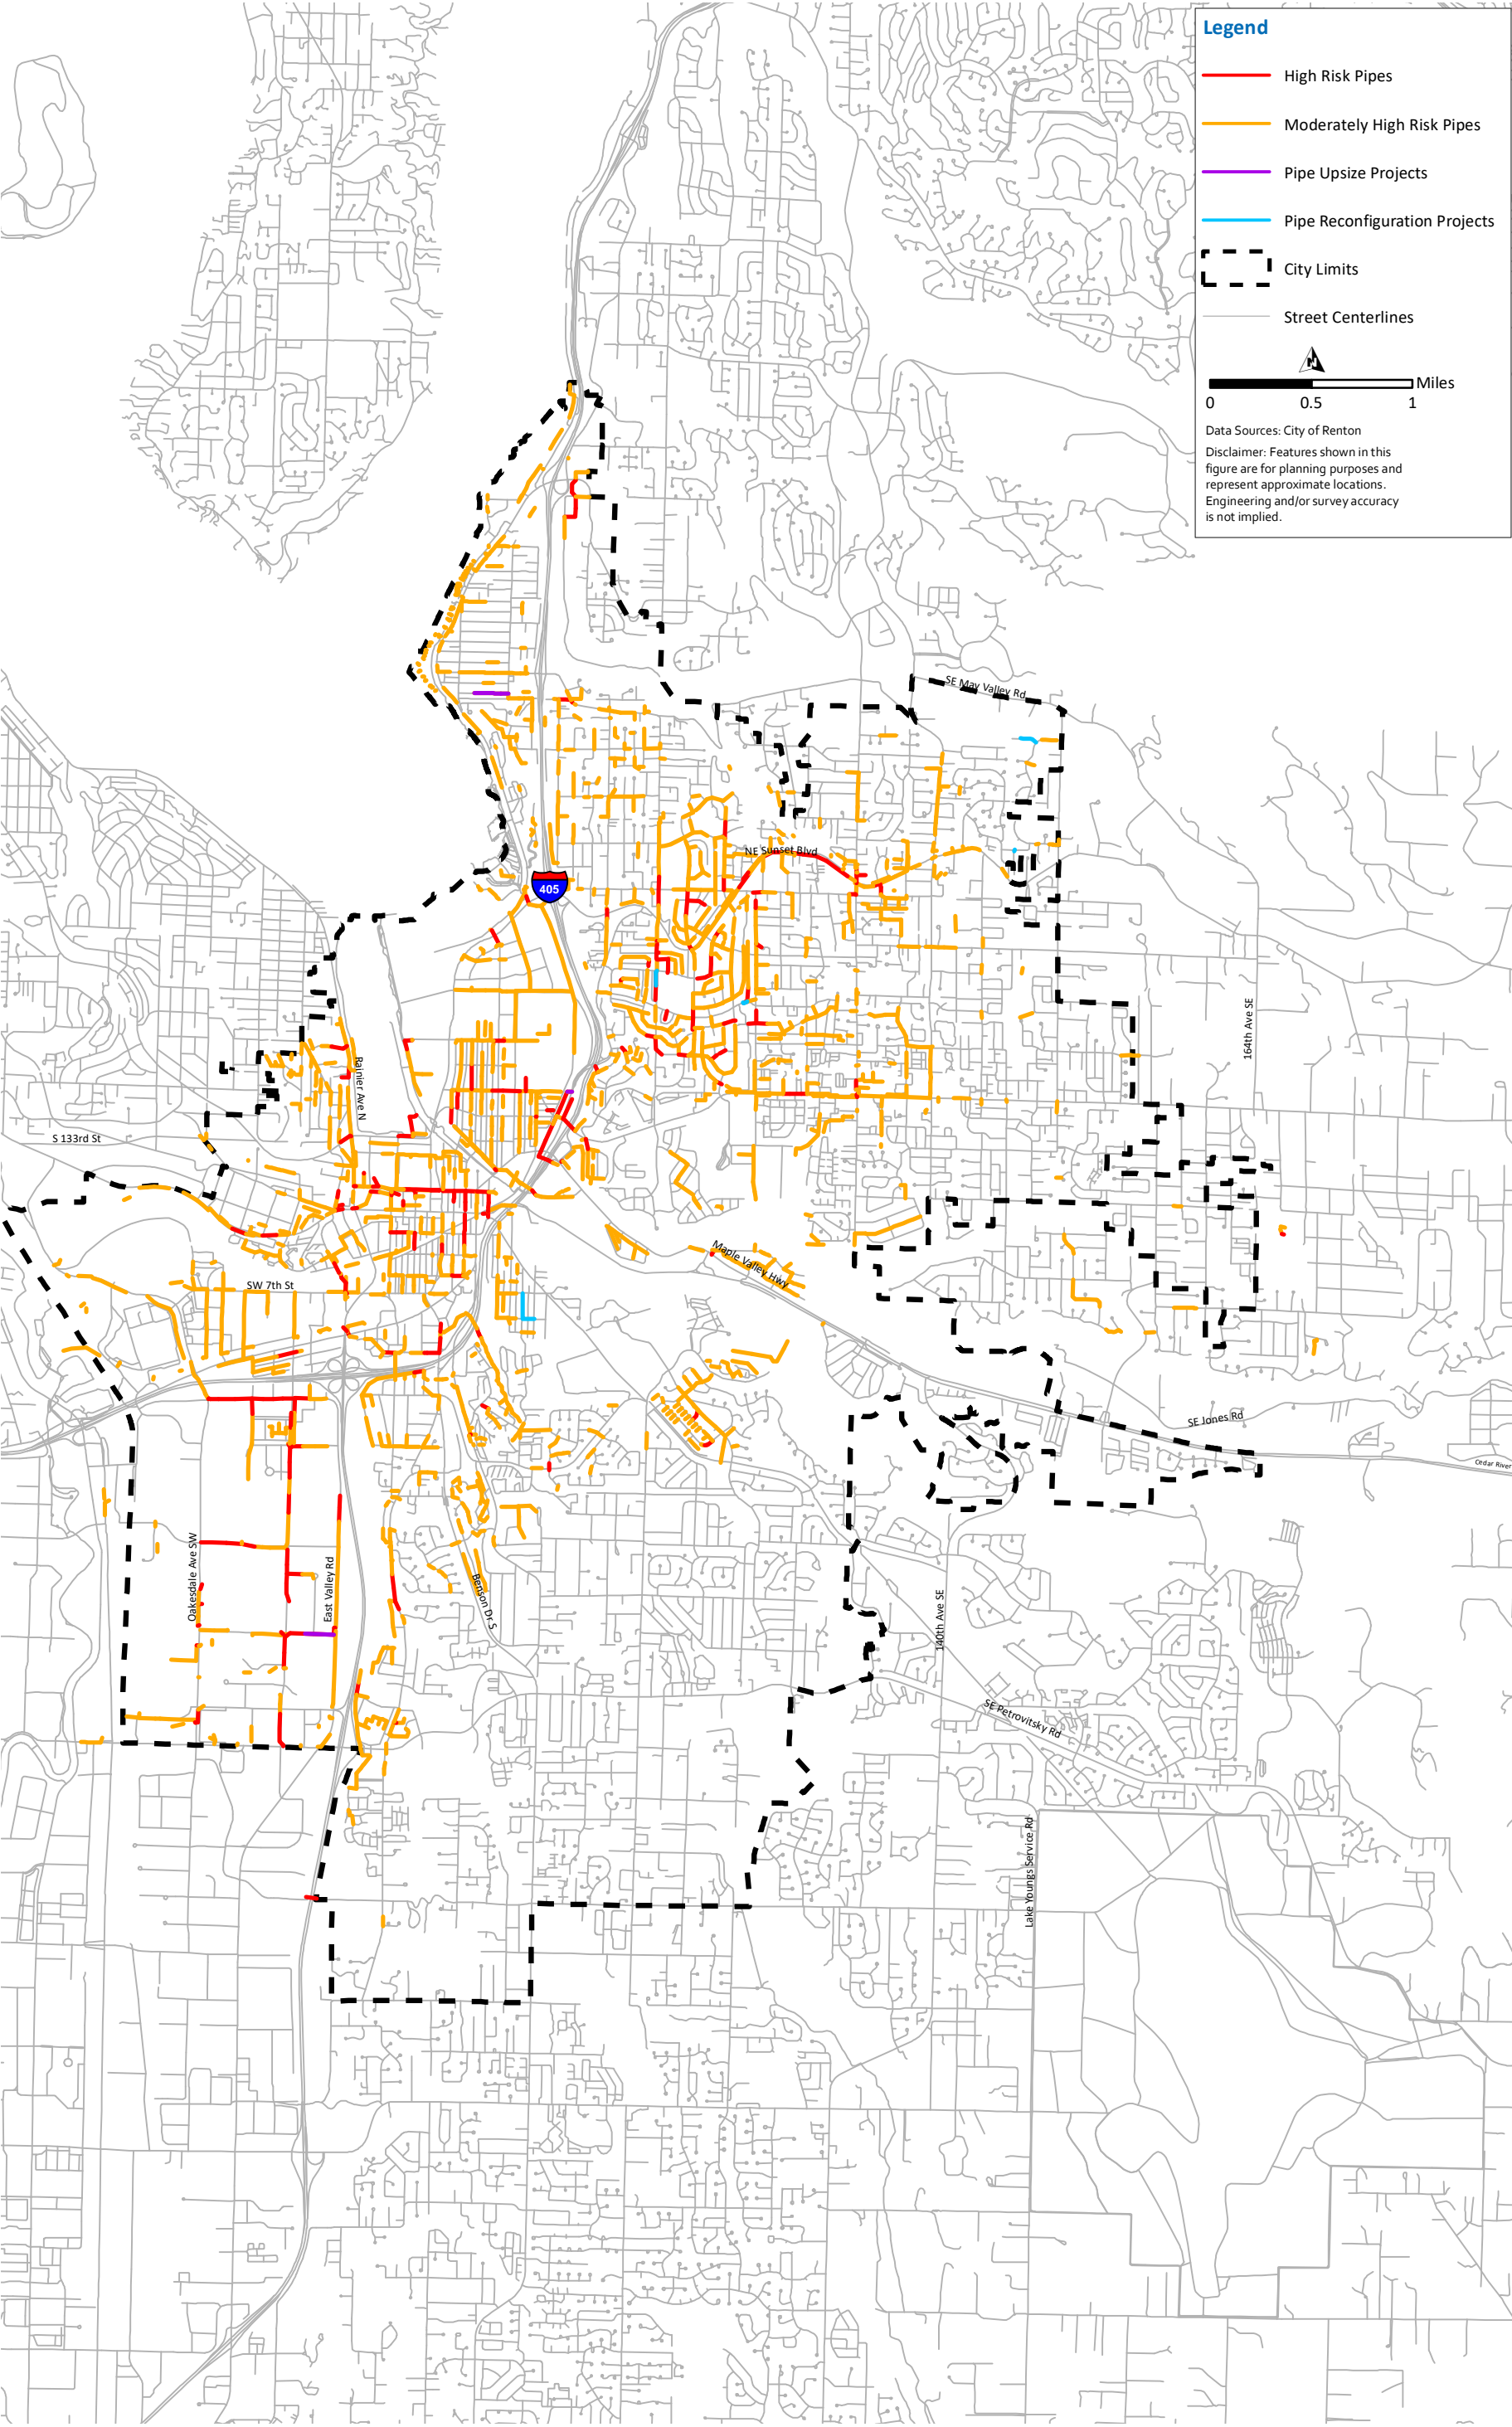 Legend
High Risk Pipes
Moderately High Risk Pipes
Pipe Upsize Projects
Pipe Reconfiguration Projects
City Limits
Street Centerlines
N
Miles
0 0.5 1
Data Sources: City of Renton
Disclaimer: Features shown in this
figure are for planning purposes and
represent approximate locations.
Engineering and/or survey accuracy
is not implied.
SE May Valley Rd
NE Sunset Blvd
405
164th Ave SE
Rainier Ave N
S 133rd St
Maple Valley Hwy
SW 7th St
SE Jones Rd
Cedar River
Oakesdale Ave SW
East Valley Rd
Benson Dr S
140th Ave SE
SE Petrovitsky Rd
Lake Youngs Service Rd